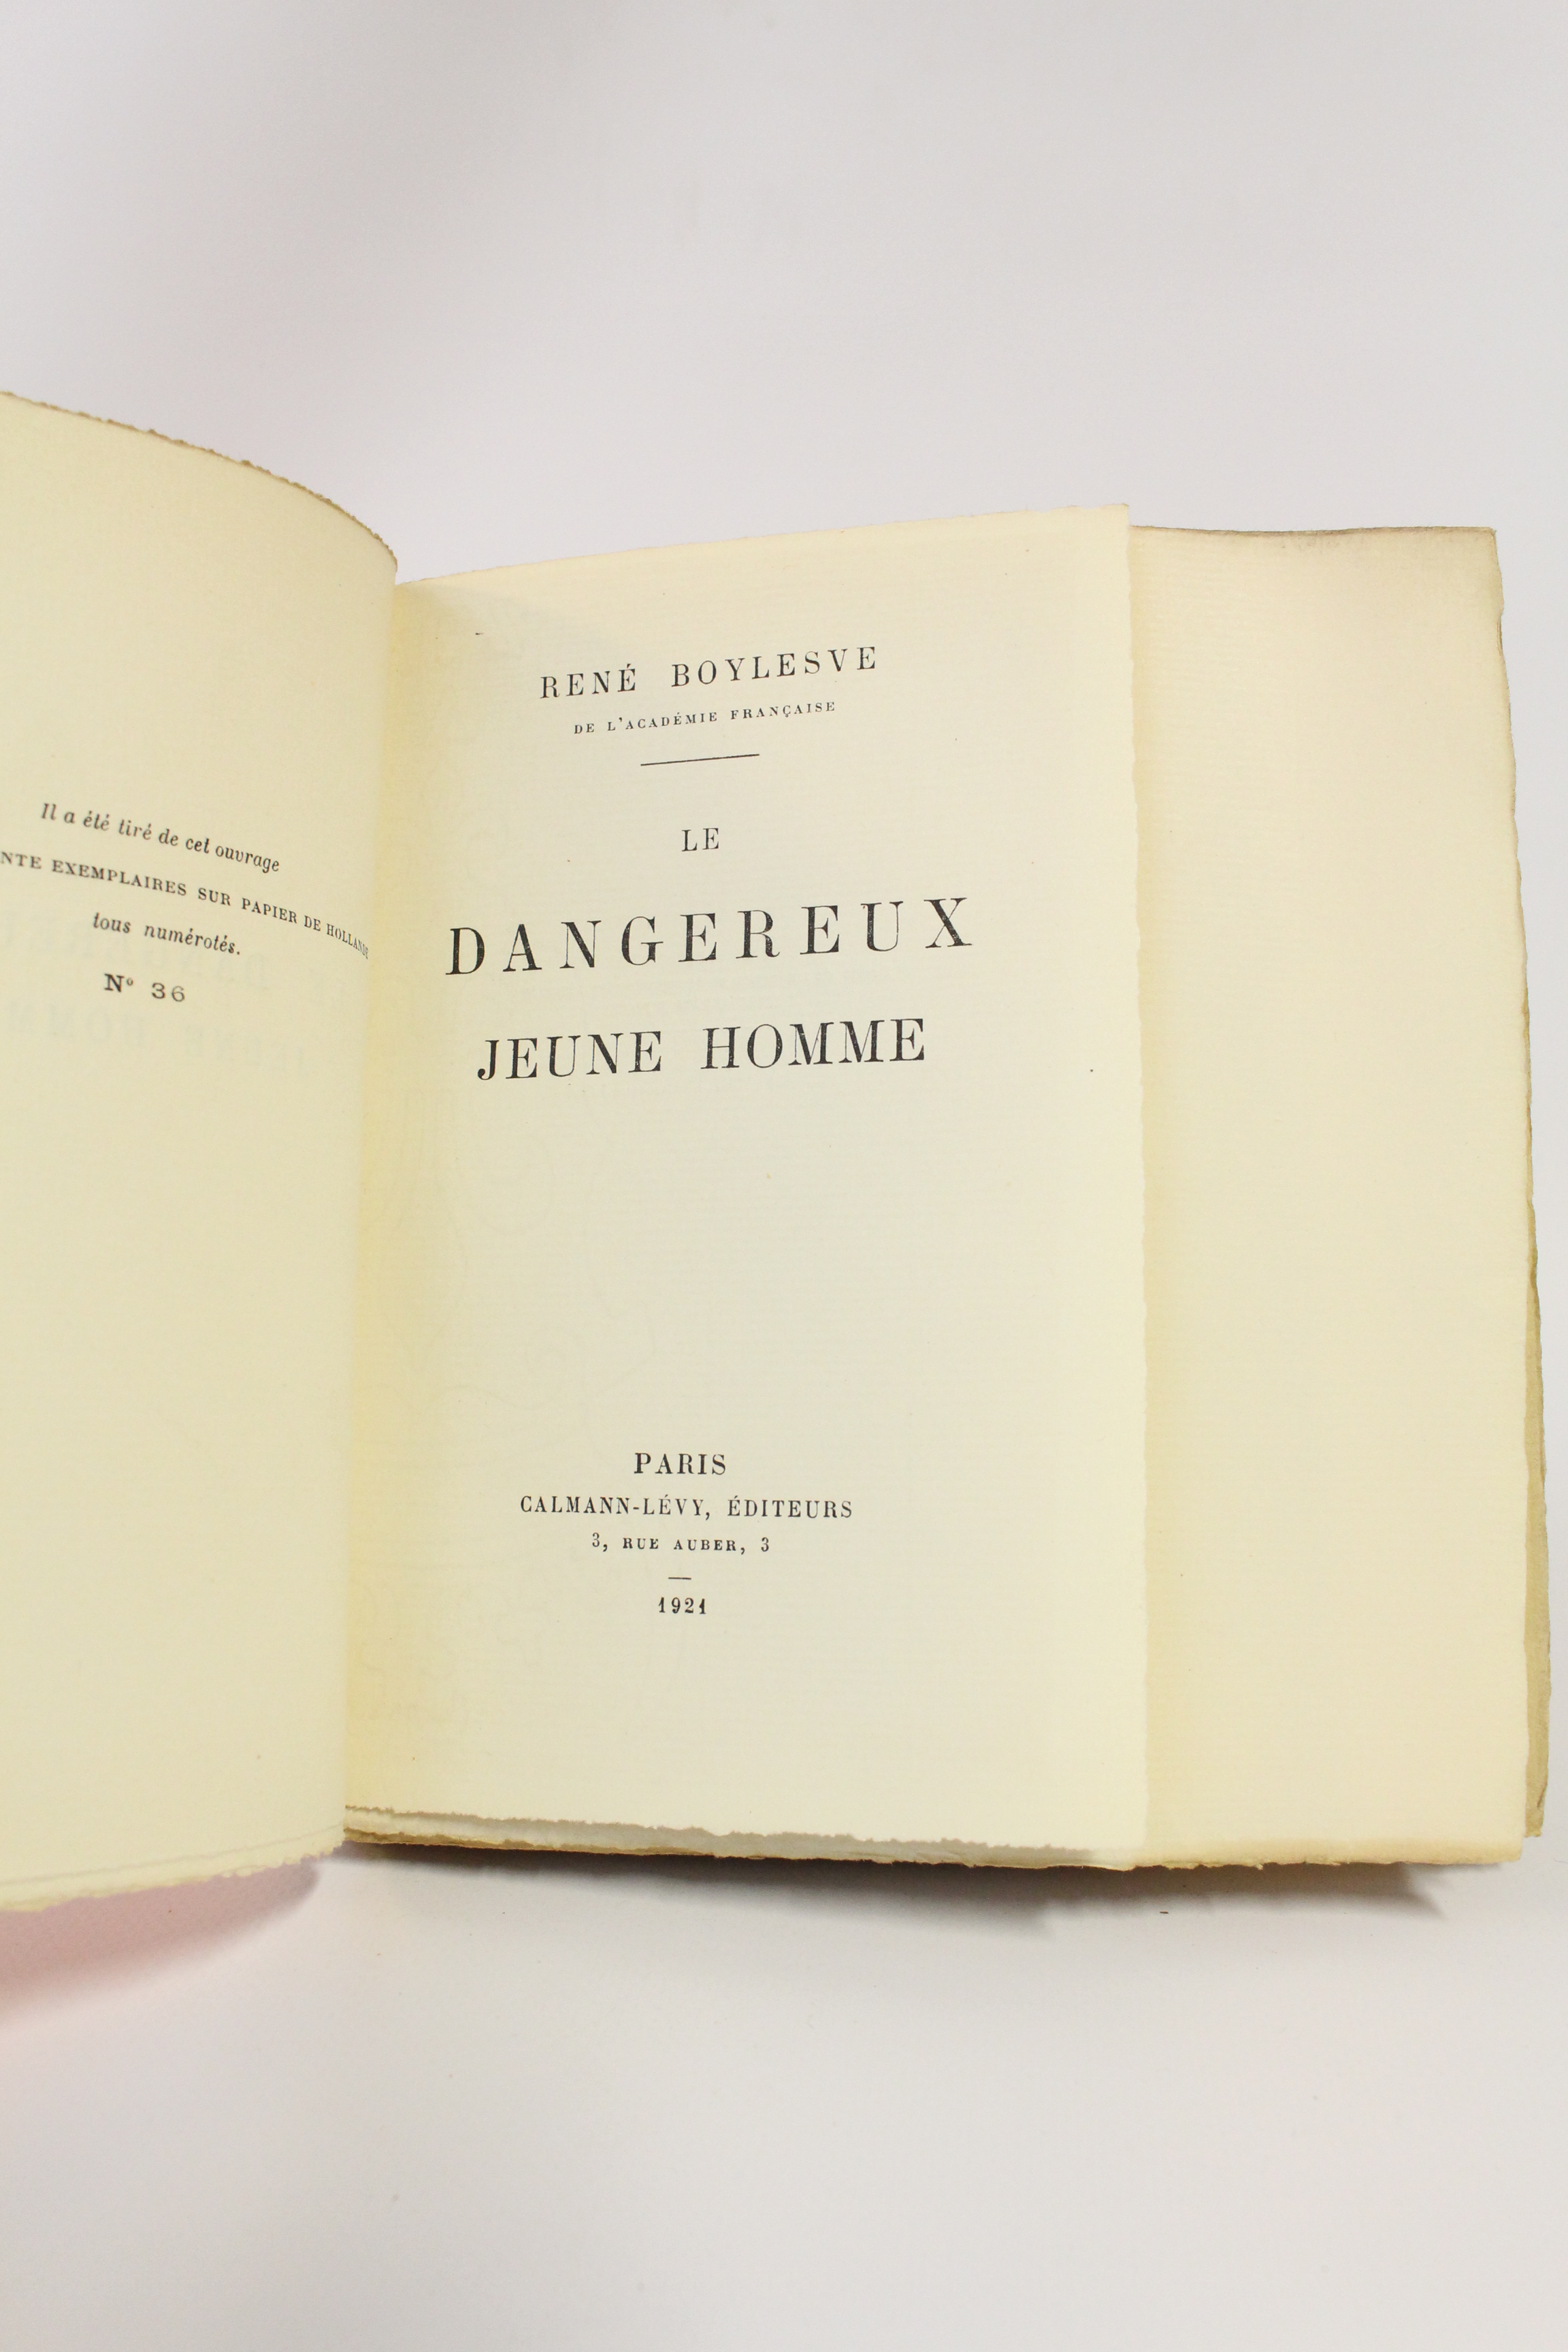 Il a été tiré de cet ouvrage
EXEMPLAIRES SUR PAPIER DE HOLLANDE
tous numérotés.
Nº 36
RENÉ BOYLESVE
DE L'ACADÉMIE FRANÇAISE
LE
DANGEREUX
JEUNE HOMME
PARIS
CALMANN-LÉVY, ÉDITEURS
3, RUE AUBER, 3
1921